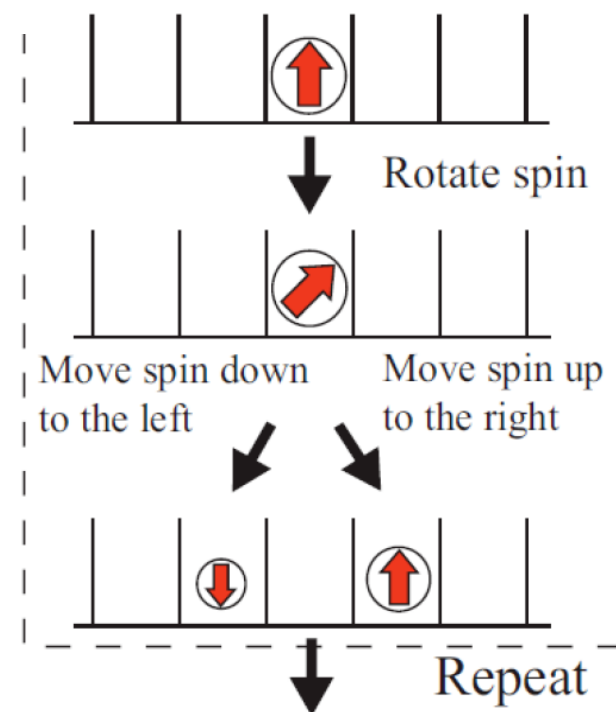 Rotate spin
Move spin down
to the left
Move spin up
to the right
Repeat